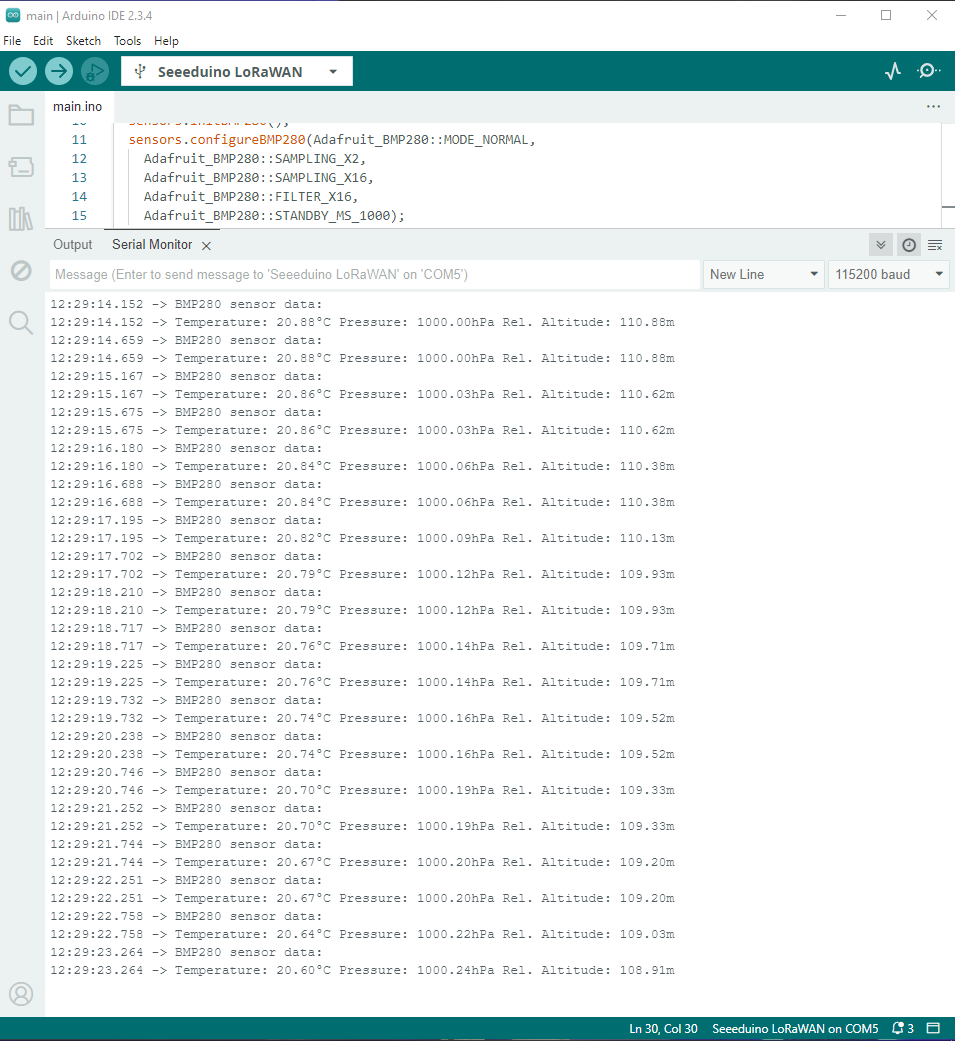 main | Arduino IDE 2.3.4
File Edit Sketch Tools Help
Seeeduino LoRaWAN
main.ino
10 sensors.initBMP280();
11 sensors.configureBMP280(Adafruit_BMP280::MODE_NORMAL,
12 Adafruit_BMP280::SAMPLING_X2,
13 Adafruit_BMP280::SAMPLING_X16,
14 Adafruit_BMP280::FILTER_X16,
15 Adafruit_BMP280::STANDBY_MS_1000);
Output Serial Monitor
Message (Enter to send message to 'Seeeduino LoRaWAN' on 'COM5') New Line 115200 baud
12:29:14.152 -> BMP280 sensor data:
12:29:14.152 -> Temperature: 20.88°C Pressure: 1000.00hPa Rel. Altitude: 110.88m
12:29:14.659 -> BMP280 sensor data:
12:29:14.659 -> Temperature: 20.88°C Pressure: 1000.00hPa Rel. Altitude: 110.88m
12:29:15.167 -> BMP280 sensor data:
12:29:15.167 -> Temperature: 20.86°C Pressure: 1000.03hPa Rel. Altitude: 110.62m
12:29:15.675 -> BMP280 sensor data:
12:29:15.675 -> Temperature: 20.86°C Pressure: 1000.03hPa Rel. Altitude: 110.62m
12:29:16.180 -> BMP280 sensor data:
12:29:16.180 -> Temperature: 20.84°C Pressure: 1000.06hPa Rel. Altitude: 110.38m
12:29:16.688 -> BMP280 sensor data:
12:29:16.688 -> Temperature: 20.84°C Pressure: 1000.06hPa Rel. Altitude: 110.38m
12:29:17.195 -> BMP280 sensor data:
12:29:17.195 -> Temperature: 20.82°C Pressure: 1000.09hPa Rel. Altitude: 110.13m
12:29:17.702 -> BMP280 sensor data:
12:29:17.702 -> Temperature: 20.79°C Pressure: 1000.12hPa Rel. Altitude: 109.93m
12:29:18.210 -> BMP280 sensor data:
12:29:18.210 -> Temperature: 20.79°C Pressure: 1000.12hPa Rel. Altitude: 109.93m
12:29:18.717 -> BMP280 sensor data:
12:29:18.717 -> Temperature: 20.76°C Pressure: 1000.14hPa Rel. Altitude: 109.71m
12:29:19.225 -> BMP280 sensor data:
12:29:19.225 -> Temperature: 20.76°C Pressure: 1000.14hPa Rel. Altitude: 109.71m
12:29:19.732 -> BMP280 sensor data:
12:29:19.732 -> Temperature: 20.74°C Pressure: 1000.16hPa Rel. Altitude: 109.52m
12:29:20.238 -> BMP280 sensor data:
12:29:20.238 -> Temperature: 20.74°C Pressure: 1000.16hPa Rel. Altitude: 109.52m
12:29:20.746 -> BMP280 sensor data:
12:29:20.746 -> Temperature: 20.70°C Pressure: 1000.19hPa Rel. Altitude: 109.33m
12:29:21.252 -> BMP280 sensor data:
12:29:21.252 -> Temperature: 20.70°C Pressure: 1000.19hPa Rel. Altitude: 109.33m
12:29:21.744 -> BMP280 sensor data:
12:29:21.744 -> Temperature: 20.67°C Pressure: 1000.20hPa Rel. Altitude: 109.20m
12:29:22.251 -> BMP280 sensor data:
12:29:22.251 -> Temperature: 20.67°C Pressure: 1000.20hPa Rel. Altitude: 109.20m
12:29:22.758 -> BMP280 sensor data:
12:29:22.758 -> Temperature: 20.64°C Pressure: 1000.22hPa Rel. Altitude: 109.03m
12:29:23.264 -> BMP280 sensor data:
12:29:23.264 -> Temperature: 20.60°C Pressure: 1000.24hPa Rel. Altitude: 108.91m
Ln 30, Col 30 Seeeduino LoRaWAN on COM5 3